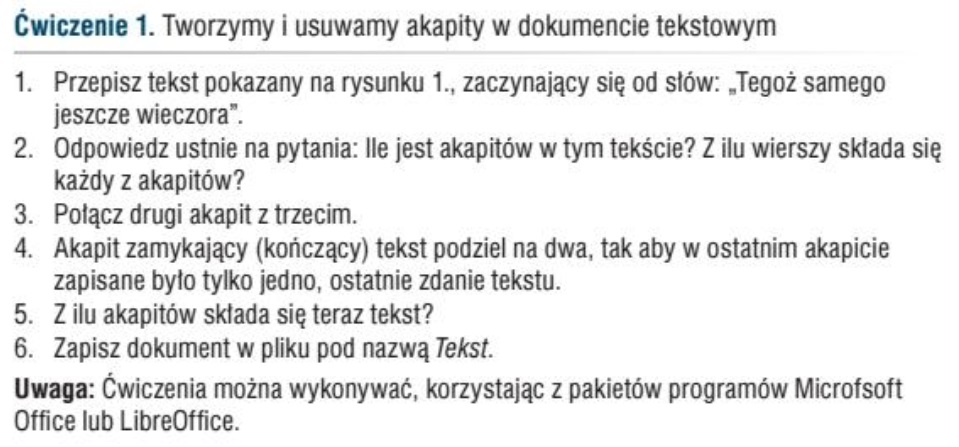 Ćwiczenie 1. Tworzymy i usuwamy akapity w dokumencie tekstowym
1. Przepisz tekst pokazany na rysunku 1., zaczynający się od słów: „Tegoż samego
jeszcze wieczora”.
2. Odpowiedz ustnie na pytania: Ile jest akapitów w tym tekście? Z ilu wierszy składa się
każdy z akapitów?
3. Połącz drugi akapit z trzecim.
4. Akapit zamykający (kończący) tekst podziel na dwa, tak aby w ostatnim akapicie
zapisane było tylko jedno, ostatnie zdanie tekstu.
5. Z ilu akapitów składa się teraz tekst?
6. Zapisz dokument w pliku pod nazwą Tekst.
Uwaga: Ćwiczenia można wykonywać, korzystając z pakietów programów Microfsoft
Office lub LibreOffice.